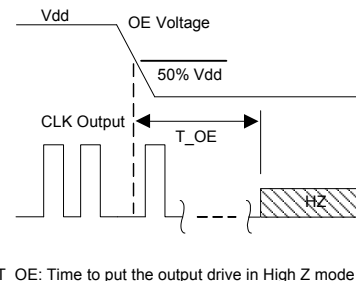 Vdd
OE Voltage
50% Vdd
CLK Output
T_OE
HZ
T_OE: Time to put the output drive in High Z mode